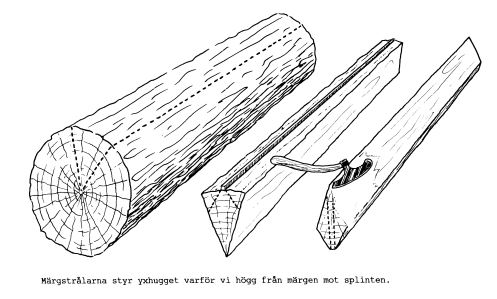 Märgstrålarna styr yxhugget varför vi högg från märgen mot splinten.